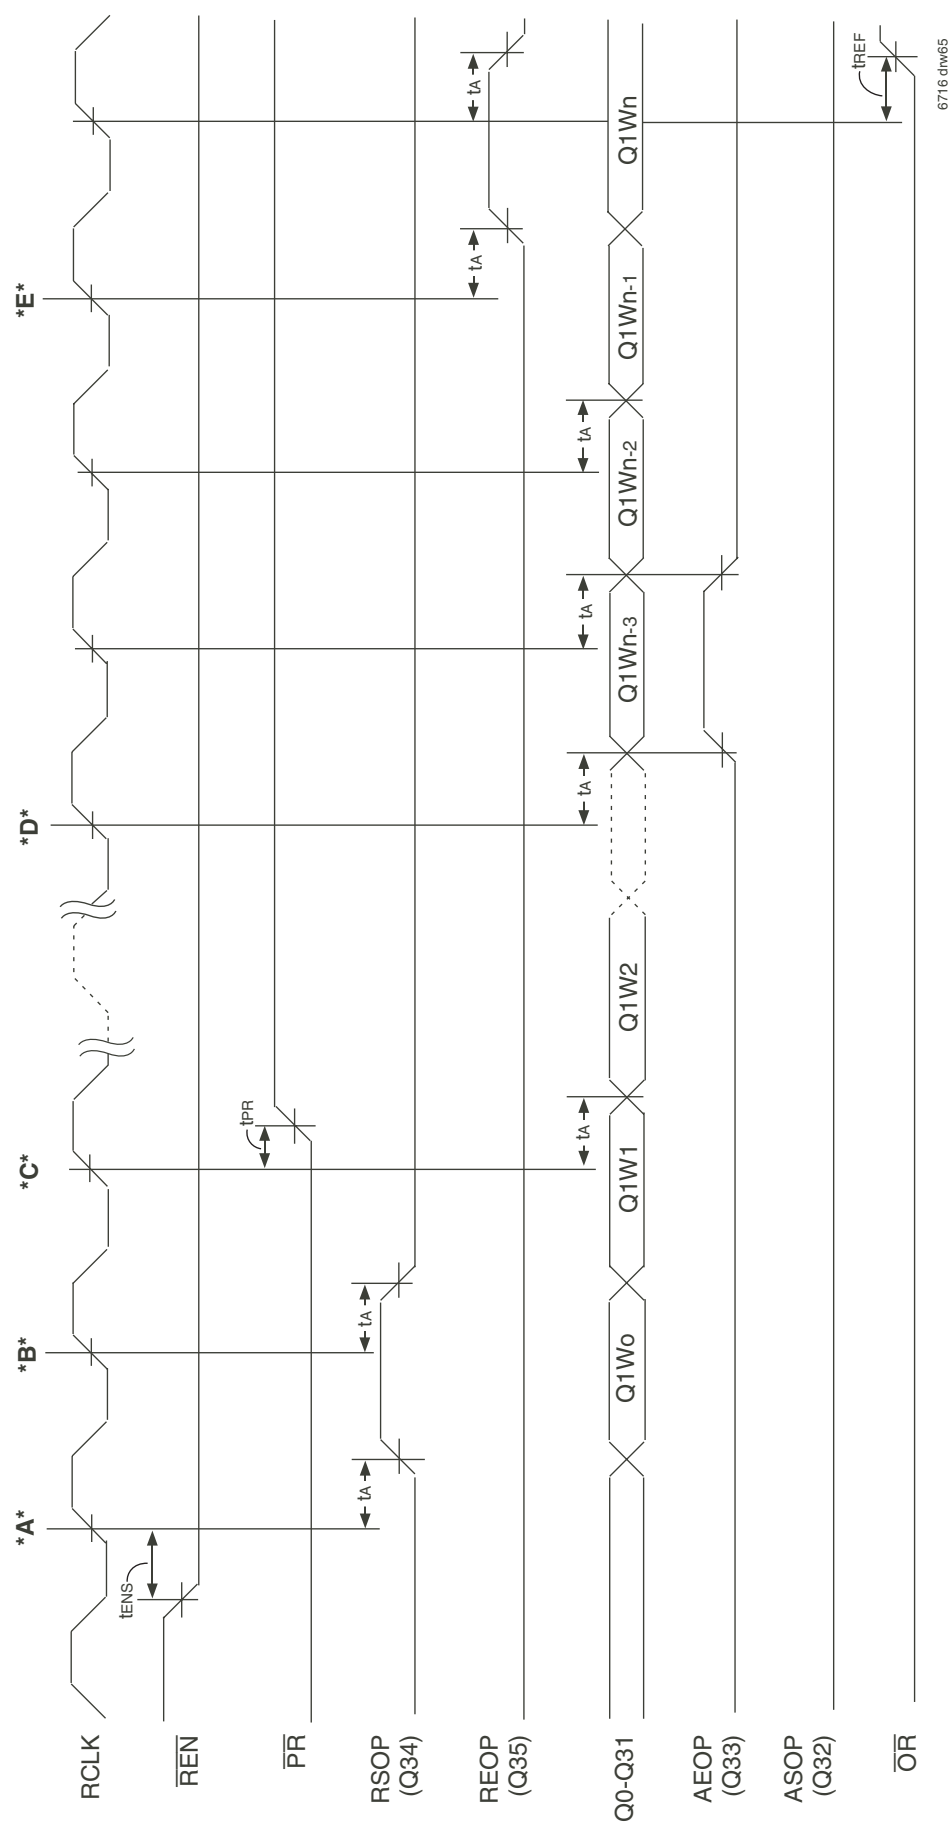 *A*
*B*
*C*
*D*
*E*
RCLK
tENS
REN
tPR
PR
tA
tA
RSOP
(Q34)
tA
tA
REOP
(Q35)
tA
tA
tA
tA
tA
Q0-Q31
Q1Wo
Q1W1
Q1W2
Q1Wn-3
Q1Wn-2
Q1Wn-1
Q1Wn
AEOP
(Q33)
ASOP
(Q32)
tREF
OR
6716 drw65